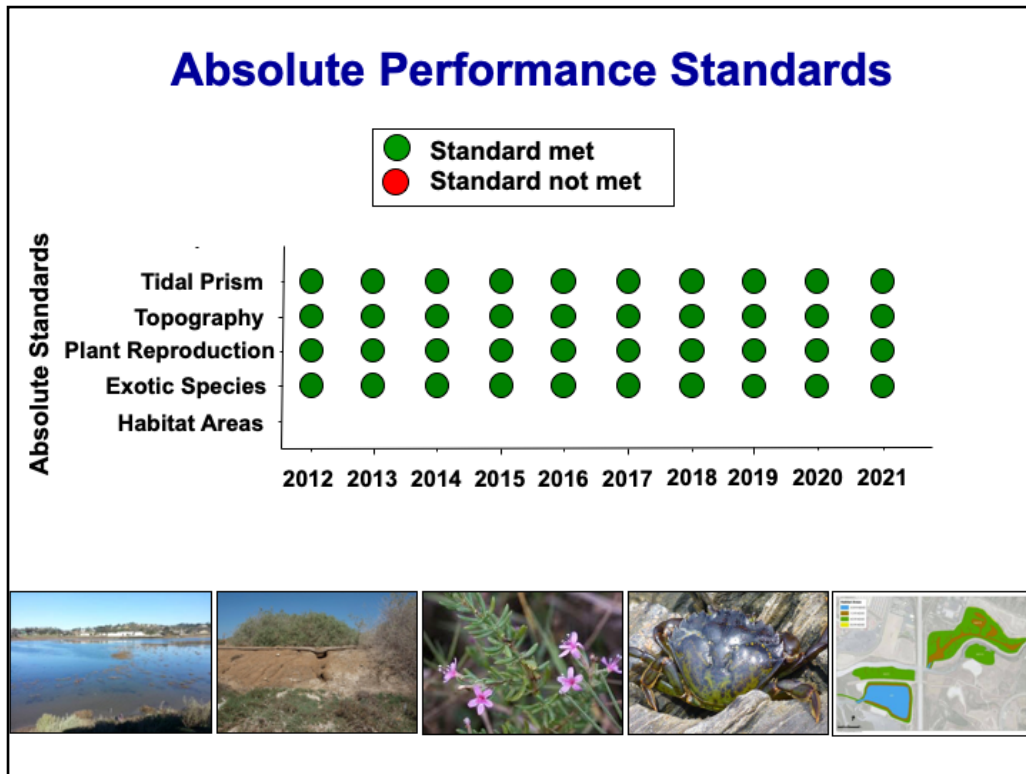 Absolute Performance Standards
Standard met
Standard not met
Absolute Standards
Tidal Prism
Topography
Plant Reproduction
Exotic Species
Habitat Areas
2012 2013 2014 2015 2016 2017 2018 2019 2020 2021